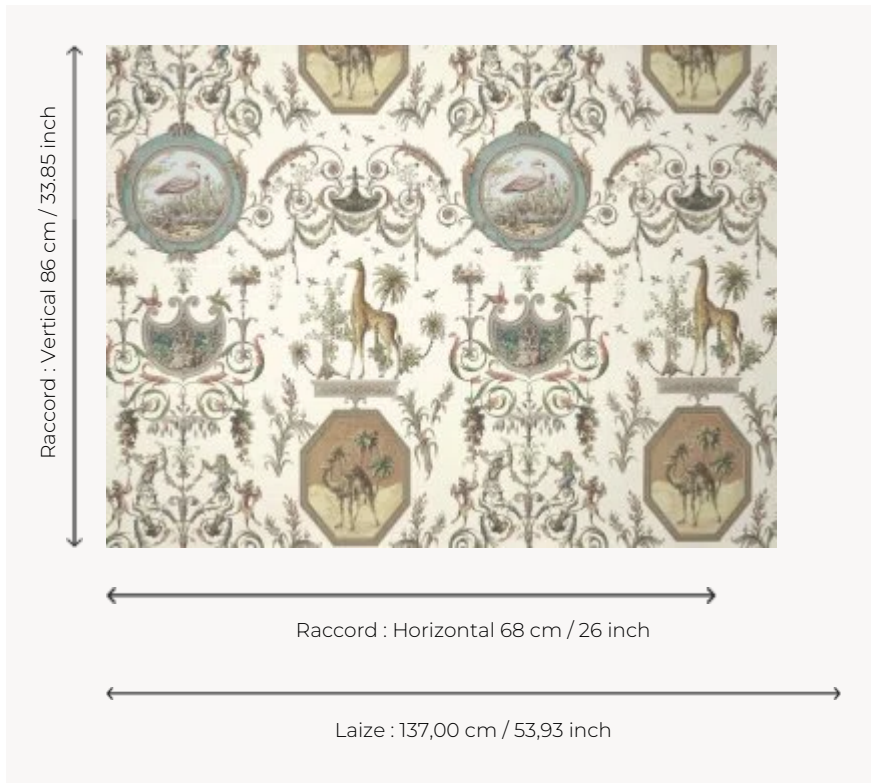 Raccord : Vertical 86 cm / 33.85 inch
Raccord : Horizontal 68 cm / 26 inch
Laize : 137,00 cm / 53,93 inch